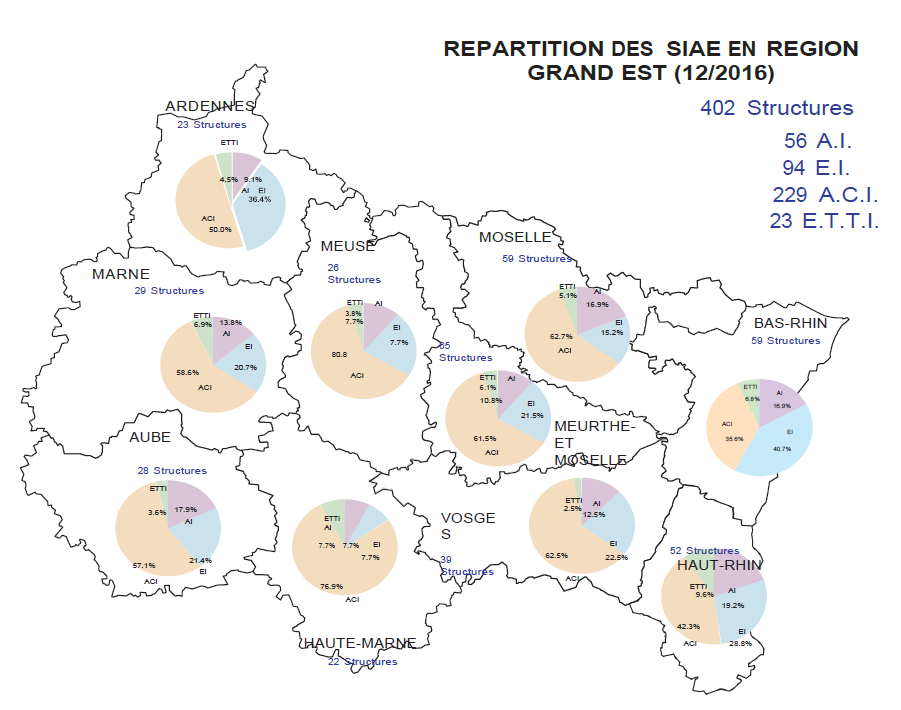 REPARTITION DES SIAE EN REGION
GRAND EST (12/2016)
402 Structures
56 A.I.
94 E.I.
229 A.C.I.
23 E.T.T.I.
ARDENNES
23 Structures
ETTI
4.5% 9.1%
AI EI
36.4%
ACI
50.0%
MEUSE
26
Structures
ETTI AI
3.8%
7.7%
EI
7.7%
80.8
ACI
MOSELLE
59 Structures
ETTI AI
5.1%
16.9%
EI
15.2%
62.7%
ACI
MARNE
29 Structures
ETTI
6.9% 13.8%
AI
EI
20.7%
58.6%
ACI
BAS-RHIN
59 Structures
ETTI AI
6.8%
16.9%
ACI
EI
35.6%
40.7%
65
Structures
ETTI AI
6.1%
10.8%
EI
21.5%
61.5%
ACI
MEURTHE-
ET
MOSELLE
AUBE
28 Structures
ETTI
3.6% 17.9%
AI
21.4%
57.1%
EI
ACI
ETTI
AI
EI
7.7% 7.7%
7.7%
76.9%
ACI
HAUTE-MARNE
22 Structures
VOSGE
S
39
Structures
ETTI AI
2.5%
12.5%
EI
62.5% 22.5%
ACI
52 Structures
HAUT-RHIN
ETTI AI
9.6%
19.2%
42.3%
EI
ACI 28.8%